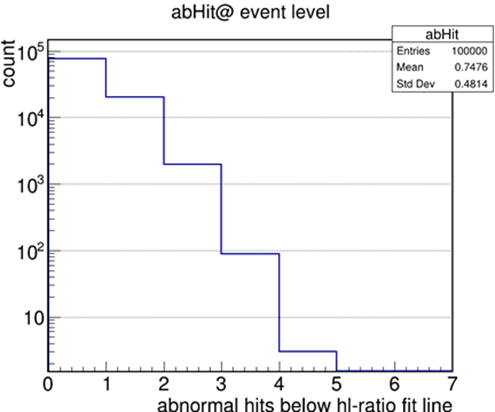 abHit@ event level
abHit
Entries 100000
Mean 0.7476
Std Dev 0.4814
count
10^5
10^4
10^3
10^2
10
0 1 2 3 4 5 6 7
abnormal hits below hl-ratio fit line